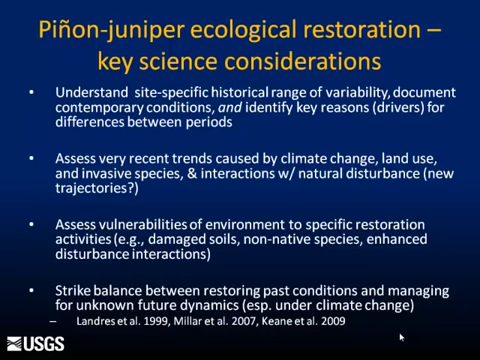 Piñon-juniper ecological restoration –
key science considerations
• Understand site-specific historical range of variability, document
contemporary conditions, and identify key reasons (drivers) for
differences between periods
• Assess very recent trends caused by climate change, land use,
and invasive species, & interactions w/ natural disturbance (new
trajectories?)
• Assess vulnerabilities of environment to specific restoration
activities (e.g., damaged soils, non-native species, enhanced
disturbance interactions)
• Strike balance between restoring past conditions and managing
for unknown future dynamics (esp. under climate change)
– Landres et al. 1999, Millar et al. 2007, Keane et al. 2009
USGS